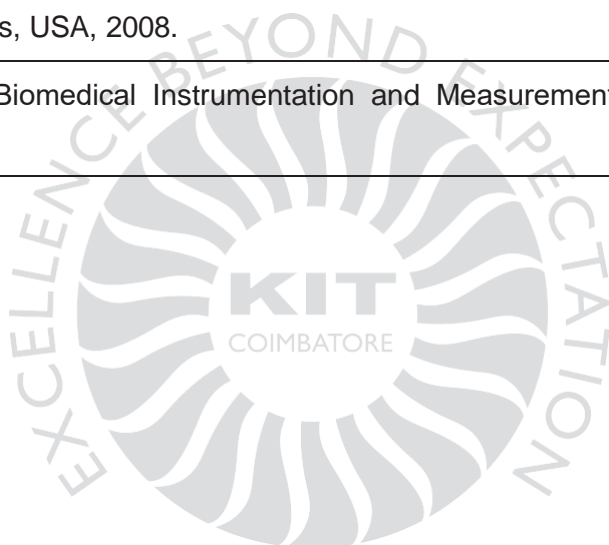 s, USA, 2008.
Biomedical Instrumentation and Measurement
EXCELLENCE BEYOND EXPECTATION
KIT
COIMBATORE